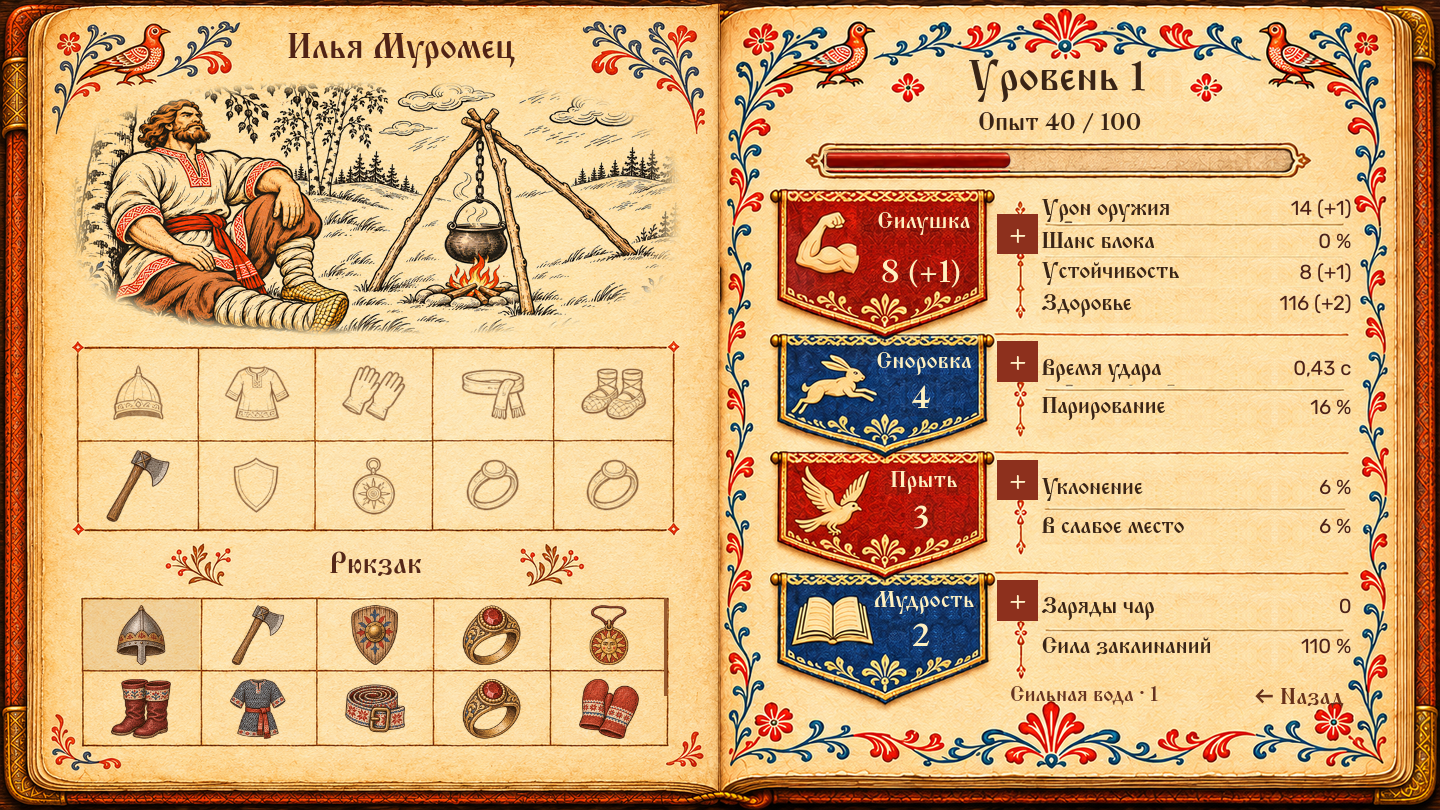 Илья Муромец
Рюкзак
Уровень 1
Опыт 40 / 100
Силушка
8 (+1)
+
Урон оружия 14 (+1)
Шанс блока 0 %
Устойчивость 8 (+1)
Здоровье 116 (+2)
Сноровка
4
+
Время удара 0,43 с
Парирование 16 %
Прыть
3
+
Уклонение 6 %
В слабое место 6 %
Мудрость
2
+
Заряды чар 0
Сила заклинаний 110 %
Сильная вода · 1
← Назад